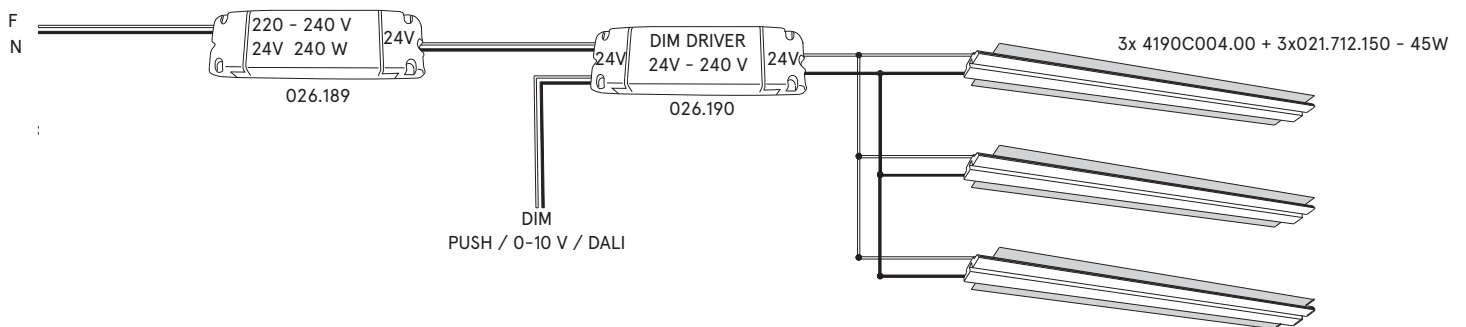 F
N
220 - 240 V
24V 240 W
24V
026.189
24V
DIM DRIVER
24V - 240 V
24V
026.190
DIM
PUSH / 0-10 V / DALI
3x 4190C004.00 + 3x021.712.150 - 45W
: